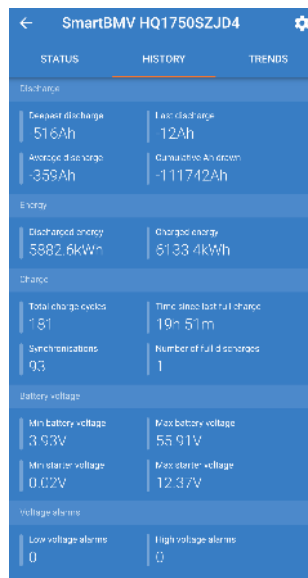 ← SmartBMV HQ1750SZJD4
STATUS HISTORY TRENDS
Discharge
Deepest discharge Last discharge
-516Ah -12Ah
Average discharge Cumulative Ah drawn
-359Ah -111742Ah
Energy
Discharged energy Charged energy
5882.6kWh 6133.4kWh
Charge
Total charge cycles Time since last full charge
181 19h 51m
Synchronisations Number of full discharges
93 1
Battery voltage
Min battery voltage Max battery voltage
3.93V 55.91V
Min starter voltage Max starter voltage
0.02V 12.37V
Voltage alarms
Low voltage alarms High voltage alarms
0 0